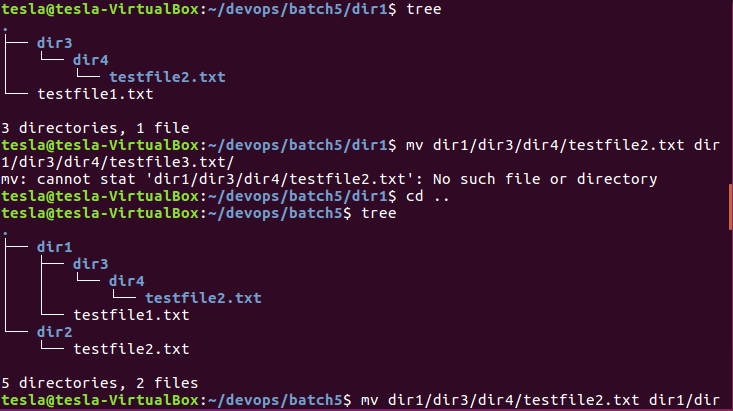 tesla@tesla-VirtualBox:~/devops/batch5/dir1$ tree
.
├── dir3
│   └── dir4
│       └── testfile2.txt
└── testfile1.txt
3 directories, 1 file
tesla@tesla-VirtualBox:~/devops/batch5/dir1$ mv dir1/dir3/dir4/testfile2.txt dir
1/dir3/dir4/testfile3.txt/
mv: cannot stat 'dir1/dir3/dir4/testfile2.txt': No such file or directory
tesla@tesla-VirtualBox:~/devops/batch5/dir1$ cd ..
tesla@tesla-VirtualBox:~/devops/batch5$ tree
.
├── dir1
│   ├── dir3
│   │   └── dir4
│   │       └── testfile2.txt
│   └── testfile1.txt
└── dir2
    └── testfile2.txt
5 directories, 2 files
tesla@tesla-VirtualBox:~/devops/batch5$ mv dir1/dir3/dir4/testfile2.txt dir1/dir